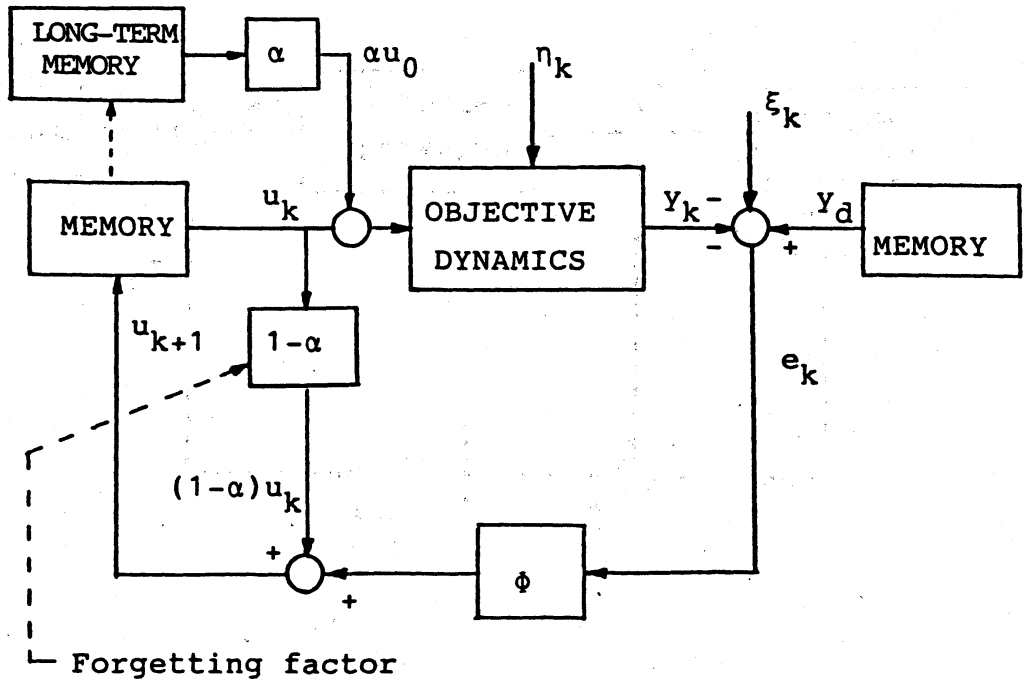 LONG-TERM
MEMORY
α
αu₀
ηₖ
ξₖ
MEMORY
uₖ
OBJECTIVE
DYNAMICS
yₖ
-
-
+
y_d
MEMORY
uₖ₊₁
1-α
eₖ
(1-α)uₖ
+
+
Φ
Forgetting factor